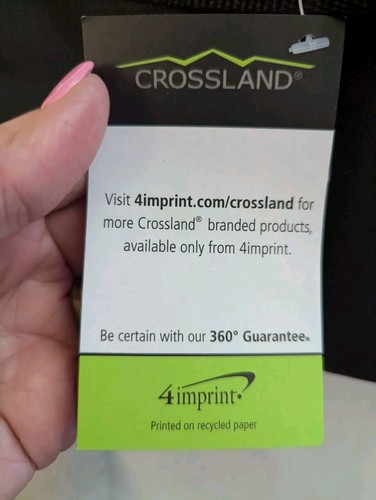 CROSSLAND®
Visit 4imprint.com/crossland for
more Crossland® branded products,
available only from 4imprint.
Be certain with our 360° Guarantee®
4imprint®
Printed on recycled paper